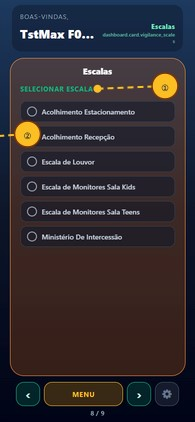 BOAS-VINDAS,
TstMax F0...
Escalas
dashboard.card.vigilance_scale
s
Escalas
SELECIONAR ESCALA
①
Acolhimento Estacionamento
②
Acolhimento Recepção
Escala de Louvor
Escala de Monitores Sala Kids
Escala de Monitores Sala Teens
Ministério De Intercessão
‹
MENU
›
8 / 9